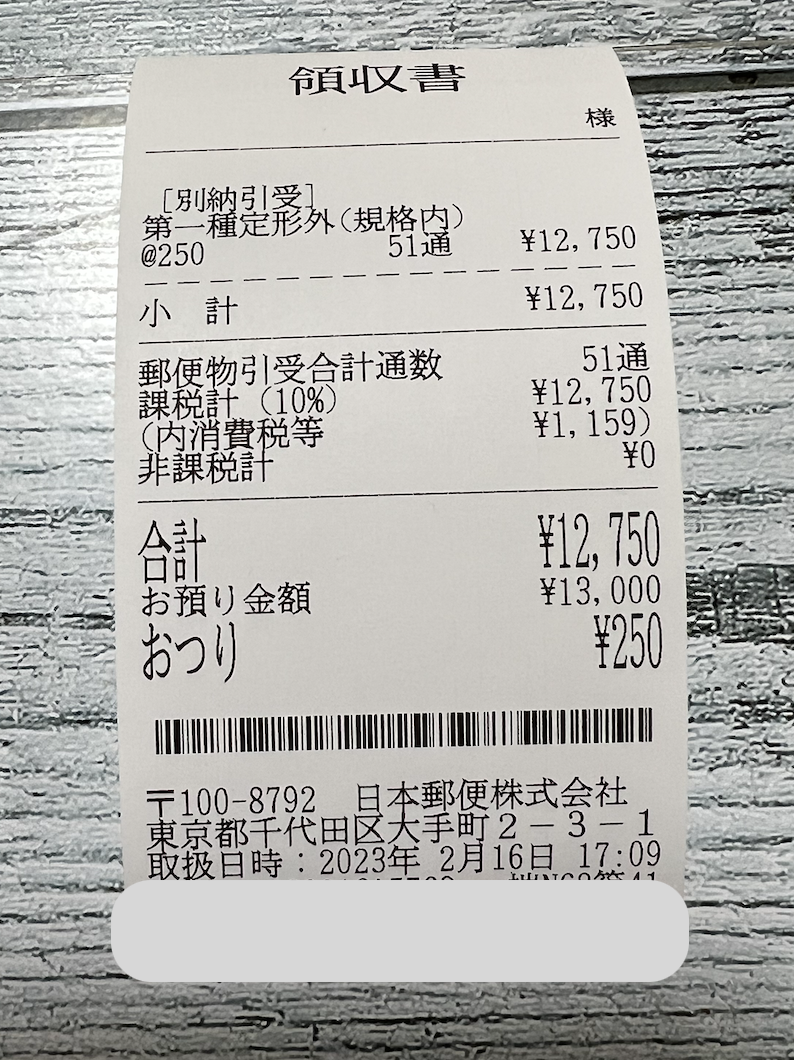 領収書
様
[別納引受]
第一種定形外(規格内)
@250 51通 ¥12,750
小 計 ¥12,750
郵便物引受合計通数 51通
課税計(10%) ¥12,750
(内消費税等 ¥1,159)
非課税計 ¥0
合計 ¥12,750
お預り金額 ¥13,000
おつり ¥250
〒100-8792 日本郵便株式会社
東京都千代田区大手町2-3-1
取扱日時:2023年 2月16日 17:09